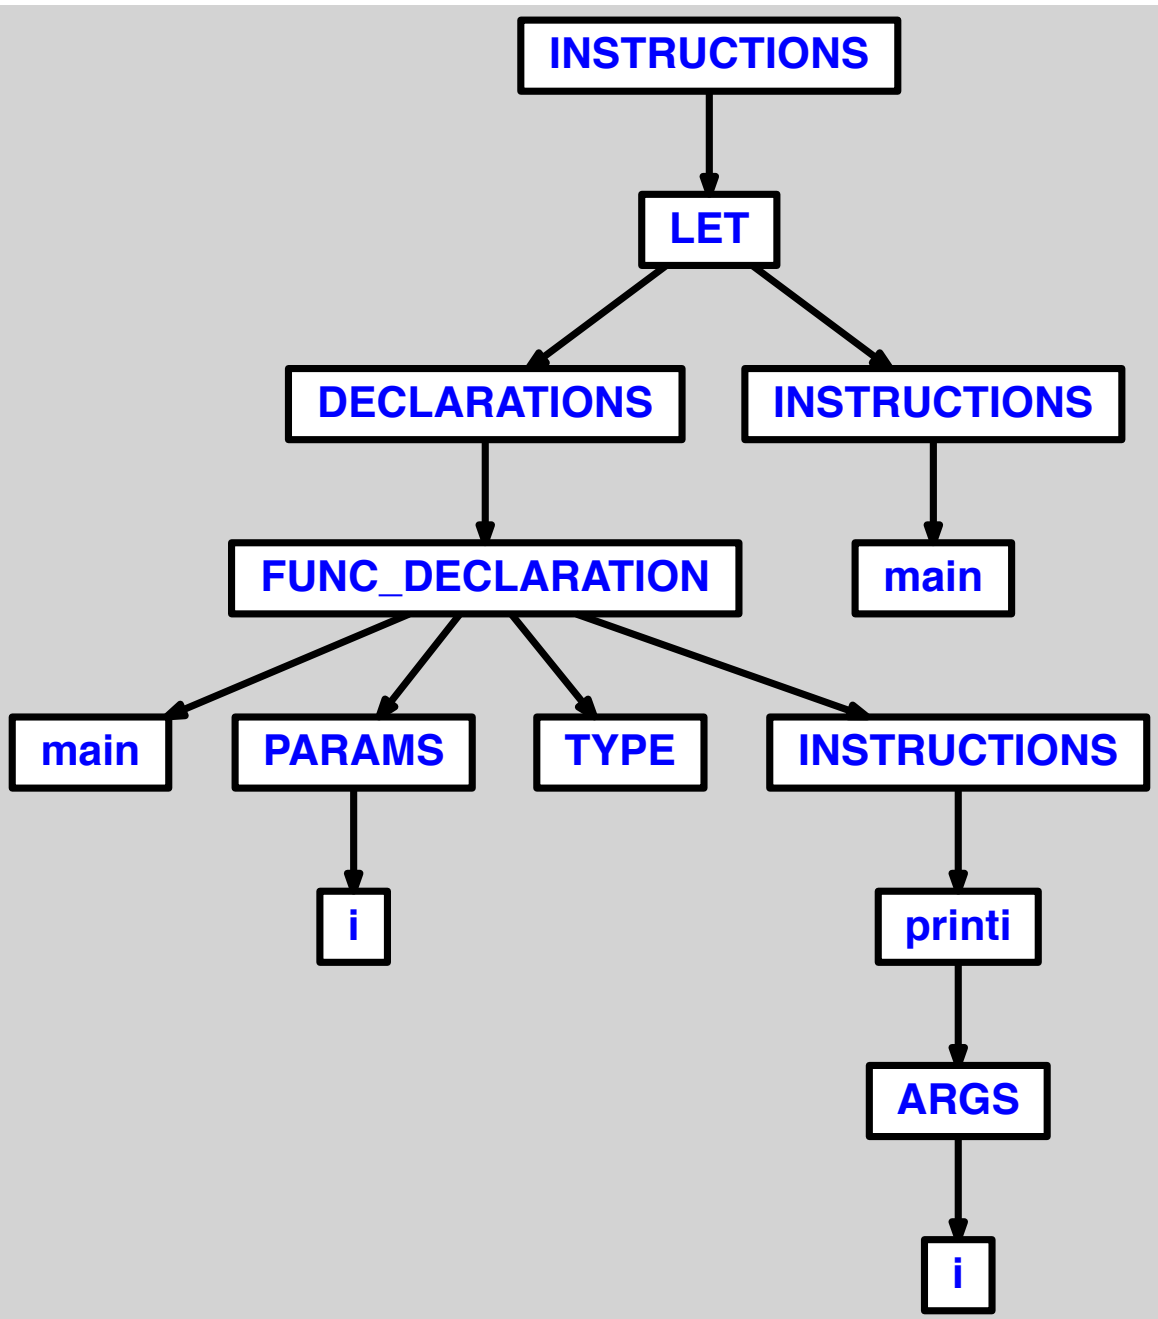 INSTRUCTIONS
LET
DECLARATIONS
INSTRUCTIONS
FUNC_DECLARATION
main
main
PARAMS
TYPE
INSTRUCTIONS
i
printi
ARGS
i